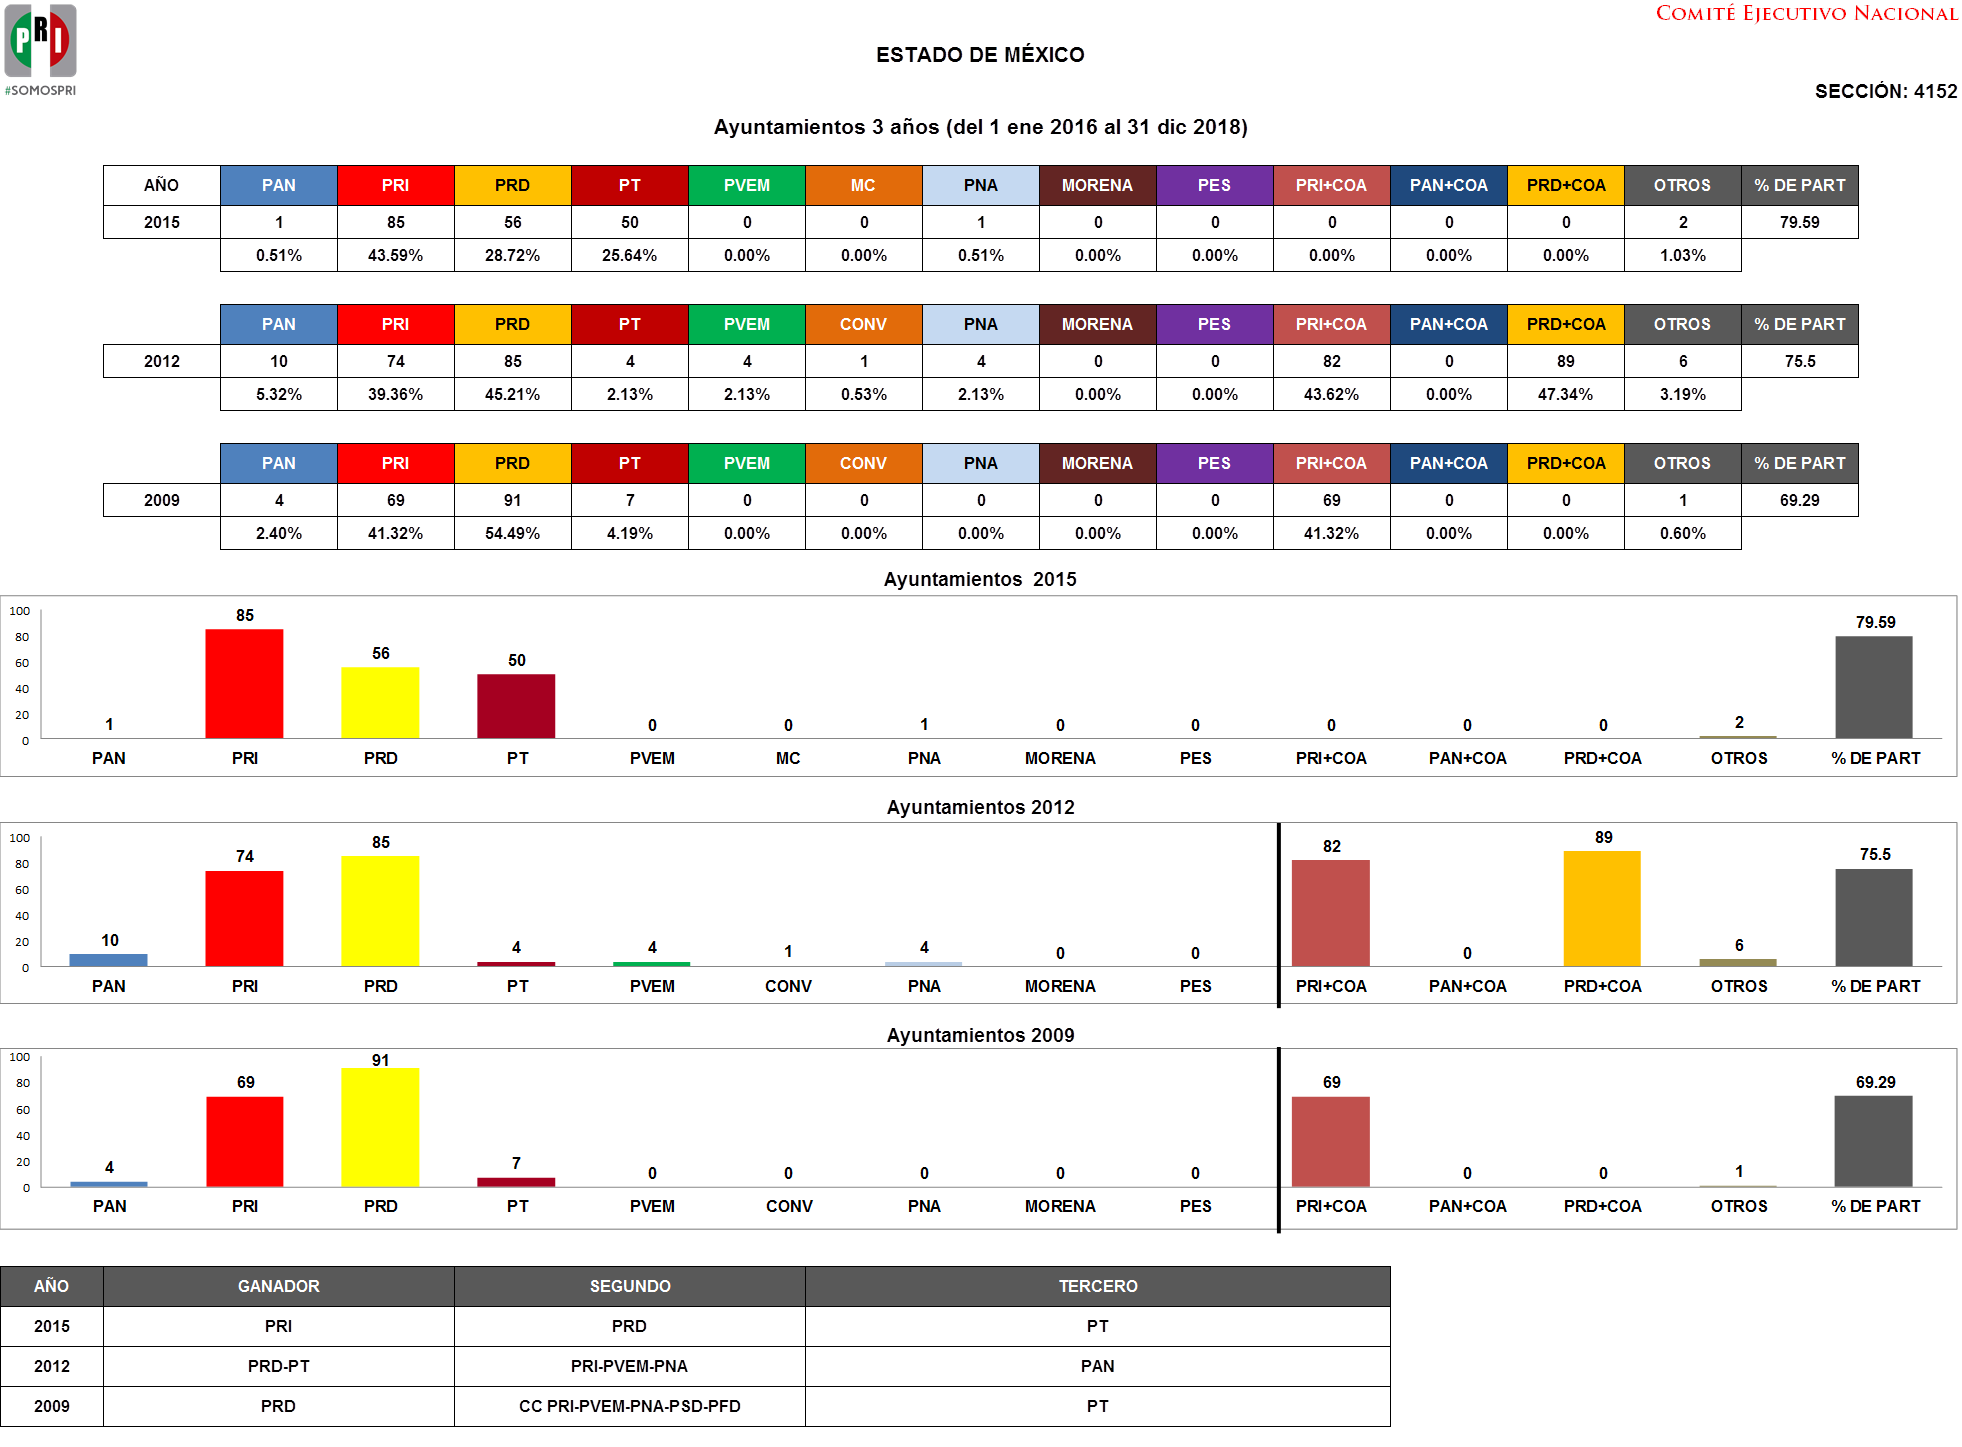 PRI
#SOMOSPRI
COMITÉ EJECUTIVO NACIONAL
ESTADO DE MÉXICO
SECCIÓN: 4152
Ayuntamientos 3 años (del 1 ene 2016 al 31 dic 2018)
AÑO PAN PRI PRD PT PVEM MC PNA MORENA PES PRI+COA PAN+COA PRD+COA OTROS % DE PART
2015 1 85 56 50 0 0 1 0 0 0 0 0 2 79.59
0.51% 43.59% 28.72% 25.64% 0.00% 0.00% 0.51% 0.00% 0.00% 0.00% 0.00% 0.00% 1.03%
PAN PRI PRD PT PVEM CONV PNA MORENA PES PRI+COA PAN+COA PRD+COA OTROS % DE PART
2012 10 74 85 4 4 1 4 0 0 82 0 89 6 75.5
5.32% 39.36% 45.21% 2.13% 2.13% 0.53% 2.13% 0.00% 0.00% 43.62% 0.00% 47.34% 3.19%
PAN PRI PRD PT PVEM CONV PNA MORENA PES PRI+COA PAN+COA PRD+COA OTROS % DE PART
2009 4 69 91 7 0 0 0 0 0 69 0 0 1 69.29
2.40% 41.32% 54.49% 4.19% 0.00% 0.00% 0.00% 0.00% 0.00% 41.32% 0.00% 0.00% 0.60%
Ayuntamientos 2015
100
80
60
40
20
0
1 85 56 50 0 0 1 0 0 0 0 0 2 79.59
PAN PRI PRD PT PVEM MC PNA MORENA PES PRI+COA PAN+COA PRD+COA OTROS % DE PART
Ayuntamientos 2012
100
80
60
40
20
0
10 74 85 4 4 1 4 0 0 82 0 89 6 75.5
PAN PRI PRD PT PVEM CONV PNA MORENA PES PRI+COA PAN+COA PRD+COA OTROS % DE PART
Ayuntamientos 2009
100
80
60
40
20
0
4 69 91 7 0 0 0 0 0 69 0 0 1 69.29
PAN PRI PRD PT PVEM CONV PNA MORENA PES PRI+COA PAN+COA PRD+COA OTROS % DE PART
AÑO GANADOR SEGUNDO TERCERO
2015 PRI PRD PT
2012 PRD-PT PRI-PVEM-PNA PAN
2009 PRD CC PRI-PVEM-PNA-PSD-PFD PT